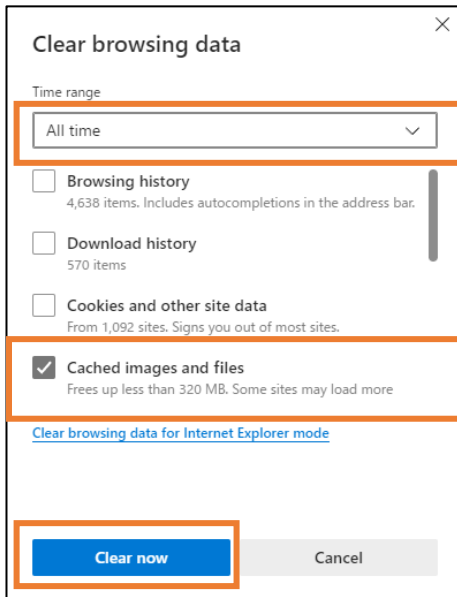 Clear browsing data
Time range
All time
Browsing history
4,638 items. Includes autocompletions in the address bar.
Download history
570 items
Cookies and other site data
From 1,092 sites. Signs you out of most sites.
Cached images and files
Frees up less than 320 MB. Some sites may load more
Clear browsing data for Internet Explorer mode
Clear now
Cancel